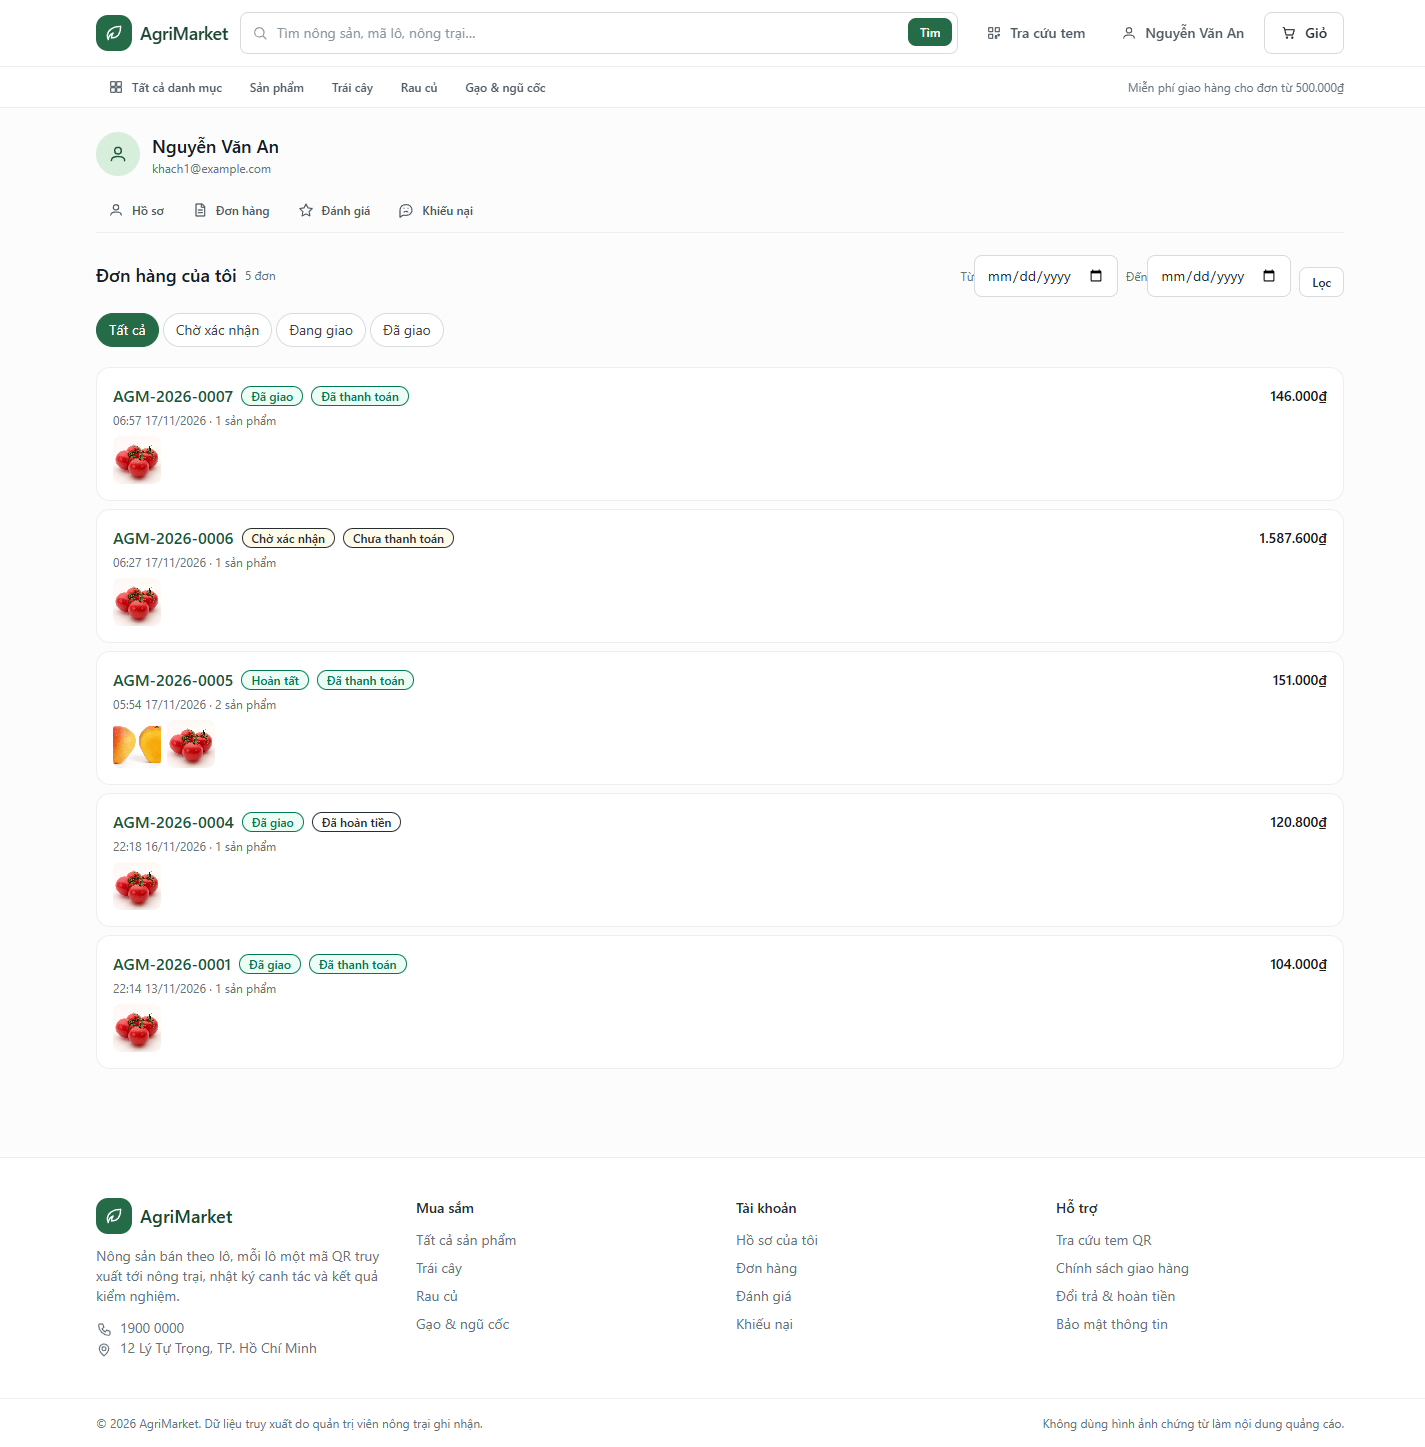 AgriMarket
Tìm nông sản, mã lô, nông trại...
Tìm
Tra cứu tem
Nguyễn Văn An
Giỏ
Tất cả danh mục
Sản phẩm
Trái cây
Rau củ
Gạo & ngũ cốc
Miễn phí giao hàng cho đơn từ 500.000₫
Nguyễn Văn An
khach1@example.com
Hồ sơ
Đơn hàng
Đánh giá
Khiếu nại
Đơn hàng của tôi 5 đơn
Từ mm/dd/yyyy
Đến mm/dd/yyyy
Lọc
Tất cả
Chờ xác nhận
Đang giao
Đã giao
AGM-2026-0007 Đã giao Đã thanh toán 146.000₫
06:57 17/11/2026 · 1 sản phẩm
AGM-2026-0006 Chờ xác nhận Chưa thanh toán 1.587.600₫
06:27 17/11/2026 · 1 sản phẩm
AGM-2026-0005 Hoàn tất Đã thanh toán 151.000₫
05:54 17/11/2026 · 2 sản phẩm
AGM-2026-0004 Đã giao Đã hoàn tiền 120.800₫
22:18 16/11/2026 · 1 sản phẩm
AGM-2026-0001 Đã giao Đã thanh toán 104.000₫
22:14 13/11/2026 · 1 sản phẩm
AgriMarket
Nông sản bán theo lô, mỗi lô một mã QR truy
xuất tới nông trại, nhật ký canh tác và kết quả
kiểm nghiệm.
1900 0000
12 Lý Tự Trọng, TP. Hồ Chí Minh
Mua sắm
Tất cả sản phẩm
Trái cây
Rau củ
Gạo & ngũ cốc
Tài khoản
Hồ sơ của tôi
Đơn hàng
Đánh giá
Khiếu nại
Hỗ trợ
Tra cứu tem QR
Chính sách giao hàng
Đổi trả & hoàn tiền
Bảo mật thông tin
© 2026 AgriMarket. Dữ liệu truy xuất do quản trị viên nông trại ghi nhận.
Không dùng hình ảnh chứng từ làm nội dung quảng cáo.